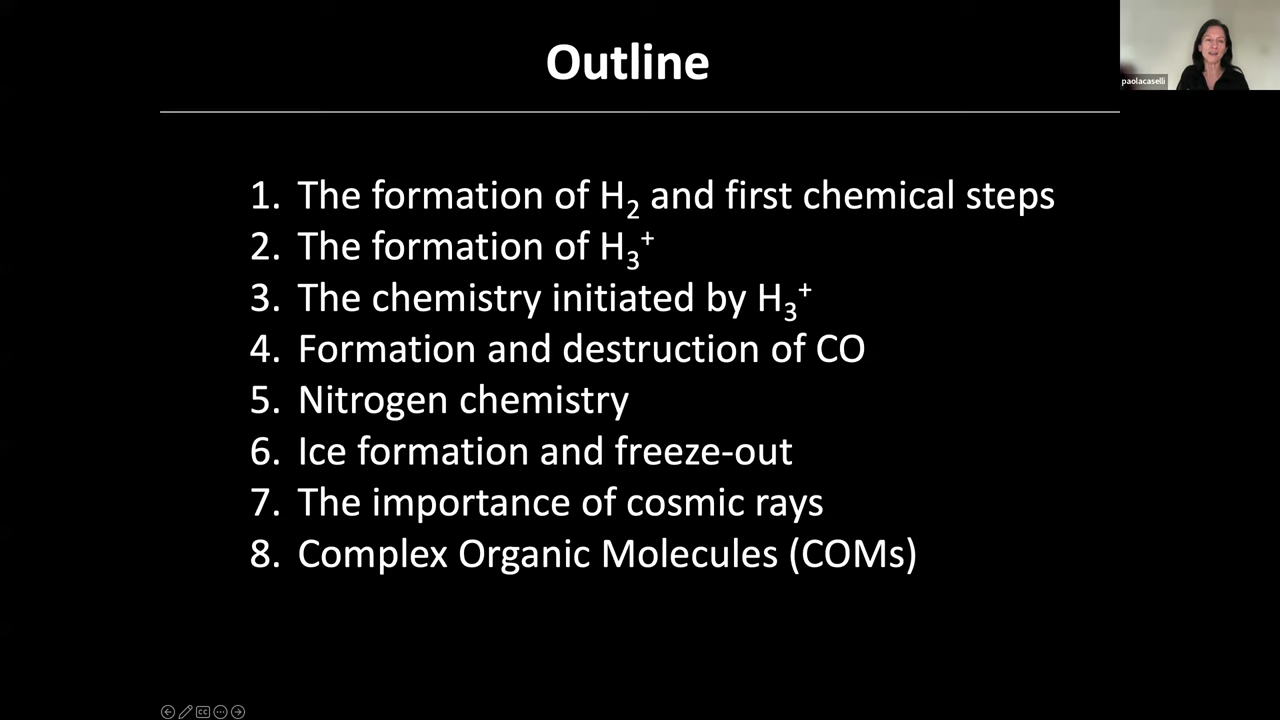 Outline
paolacaselli
1. The formation of H₂ and first chemical steps
2. The formation of H₃⁺
3. The chemistry initiated by H₃⁺
4. Formation and destruction of CO
5. Nitrogen chemistry
6. Ice formation and freeze-out
7. The importance of cosmic rays
8. Complex Organic Molecules (COMs)
CC